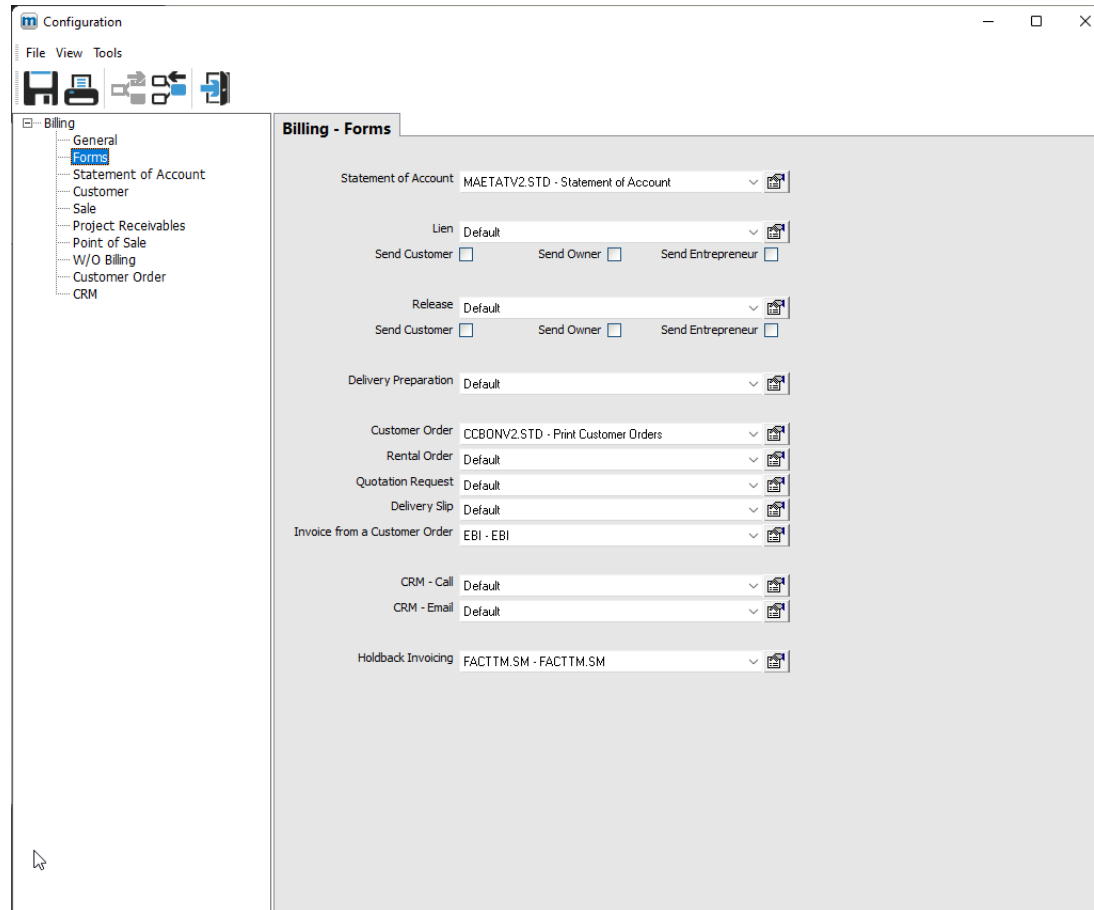 m Configuration
File View Tools
Billing
General
Forms
Statement of Account
Customer
Sale
Project Receivables
Point of Sale
W/O Billing
Customer Order
CRM
Billing - Forms
Statement of Account MAETATV2.STD - Statement of Account
Lien Default
Send Customer Send Owner Send Entrepreneur
Release Default
Send Customer Send Owner Send Entrepreneur
Delivery Preparation Default
Customer Order CCBONV2.STD - Print Customer Orders
Rental Order Default
Quotation Request Default
Delivery Slip Default
Invoice from a Customer Order EBI - EBI
CRM - Call Default
CRM - Email Default
Holdback Invoicing FACTTM.SM - FACTTM.SM